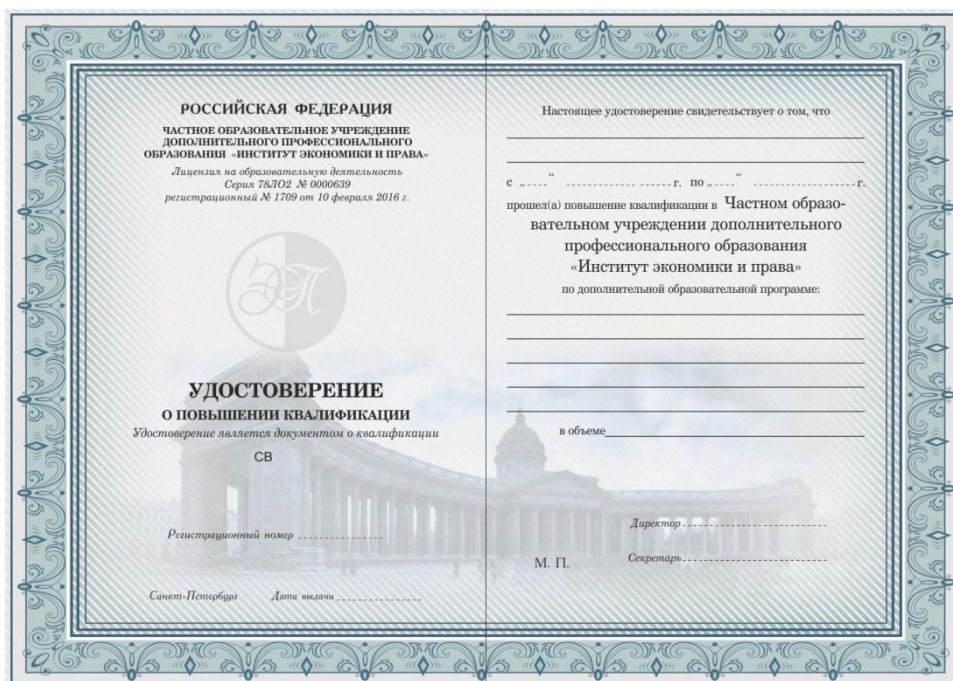 РОССИЙСКАЯ ФЕДЕРАЦИЯ
ЧАСТНОЕ ОБРАЗОВАТЕЛЬНОЕ УЧРЕЖДЕНИЕ
ДОПОЛНИТЕЛЬНОГО ПРОФЕССИОНАЛЬНОГО
ОБРАЗОВАНИЯ «ИНСТИТУТ ЭКОНОМИКИ И ПРАВА»
Лицензия на образовательную деятельность
Серия 78ЛО2 № 0000639
регистрационный № 1709 от 10 февраля 2016 г.
ЭП
УДОСТОВЕРЕНИЕ
О ПОВЫШЕНИИ КВАЛИФИКАЦИИ
Удостоверение является документом о квалификации
СВ
Регистрационный номер
Санкт-Петербург Дата выдачи
Настоящее удостоверение свидетельствует о том, что
с „ “ г. по „ “ г.
прошел(а) повышение квалификации в Частном образо-
вательном учреждении дополнительного
профессионального образования
«Институт экономики и права»
по дополнительной образовательной программе:
в объеме
Директор
М. П. Секретарь